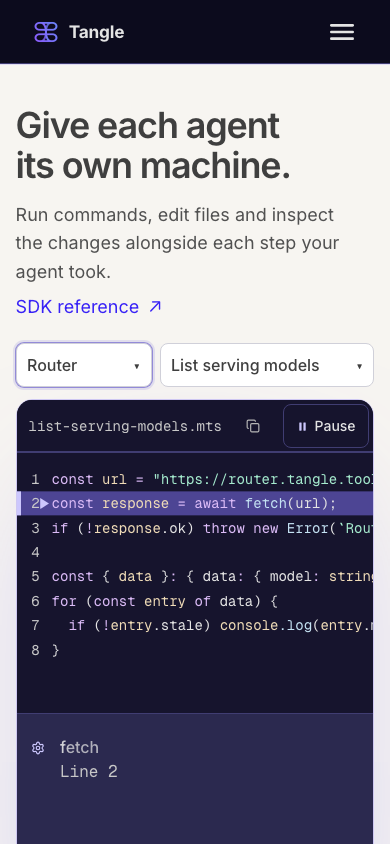 Tangle
Give each agent
its own machine.
Run commands, edit files and inspect
the changes alongside each step your
agent took.
SDK reference ↗
Router ▾
List serving models ▾
list-serving-models.mts
Pause
1 const url = "https://router.tangle.tool
2 const response = await fetch(url);
3 if (!response.ok) throw new Error(`Rout
4
5 const { data }: { data: { model: string
6 for (const entry of data) {
7   if (!entry.stale) console.log(entry.m
8 }
fetch
Line 2